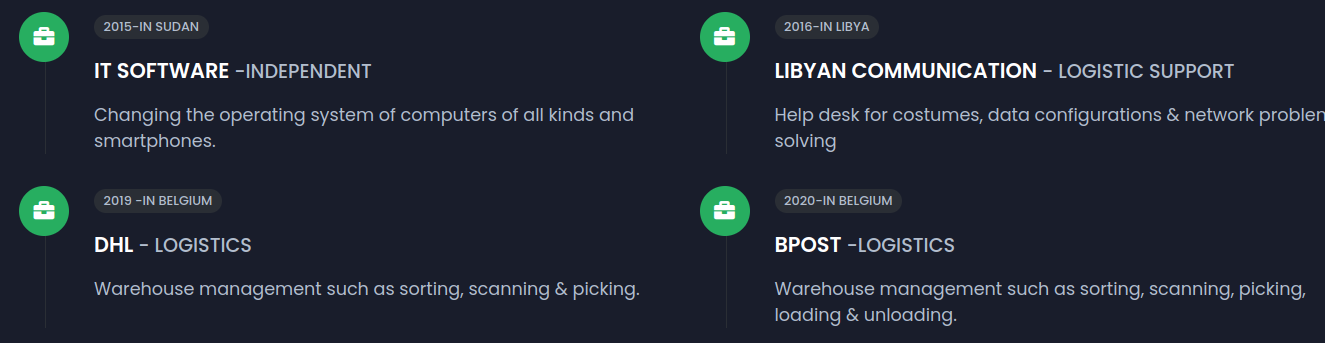 2015-IN SUDAN
IT SOFTWARE -INDEPENDENT
Changing the operating system of computers of all kinds and
smartphones.
2016-IN LIBYA
LIBYAN COMMUNICATION - LOGISTIC SUPPORT
Help desk for costumes, data configurations & network problem
solving
2019 -IN BELGIUM
DHL - LOGISTICS
Warehouse management such as sorting, scanning & picking.
2020-IN BELGIUM
BPOST -LOGISTICS
Warehouse management such as sorting, scanning, picking,
loading & unloading.